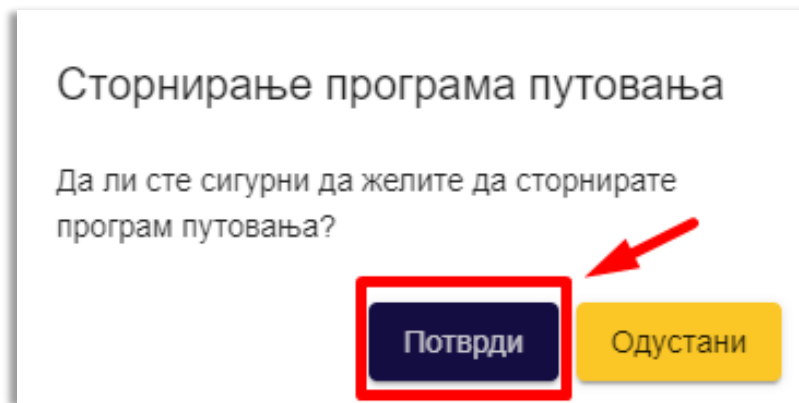 Сторнирање програма путовања
Да ли сте сигурни да желите да сторнирате
програм путовања?
Потврди Одустани